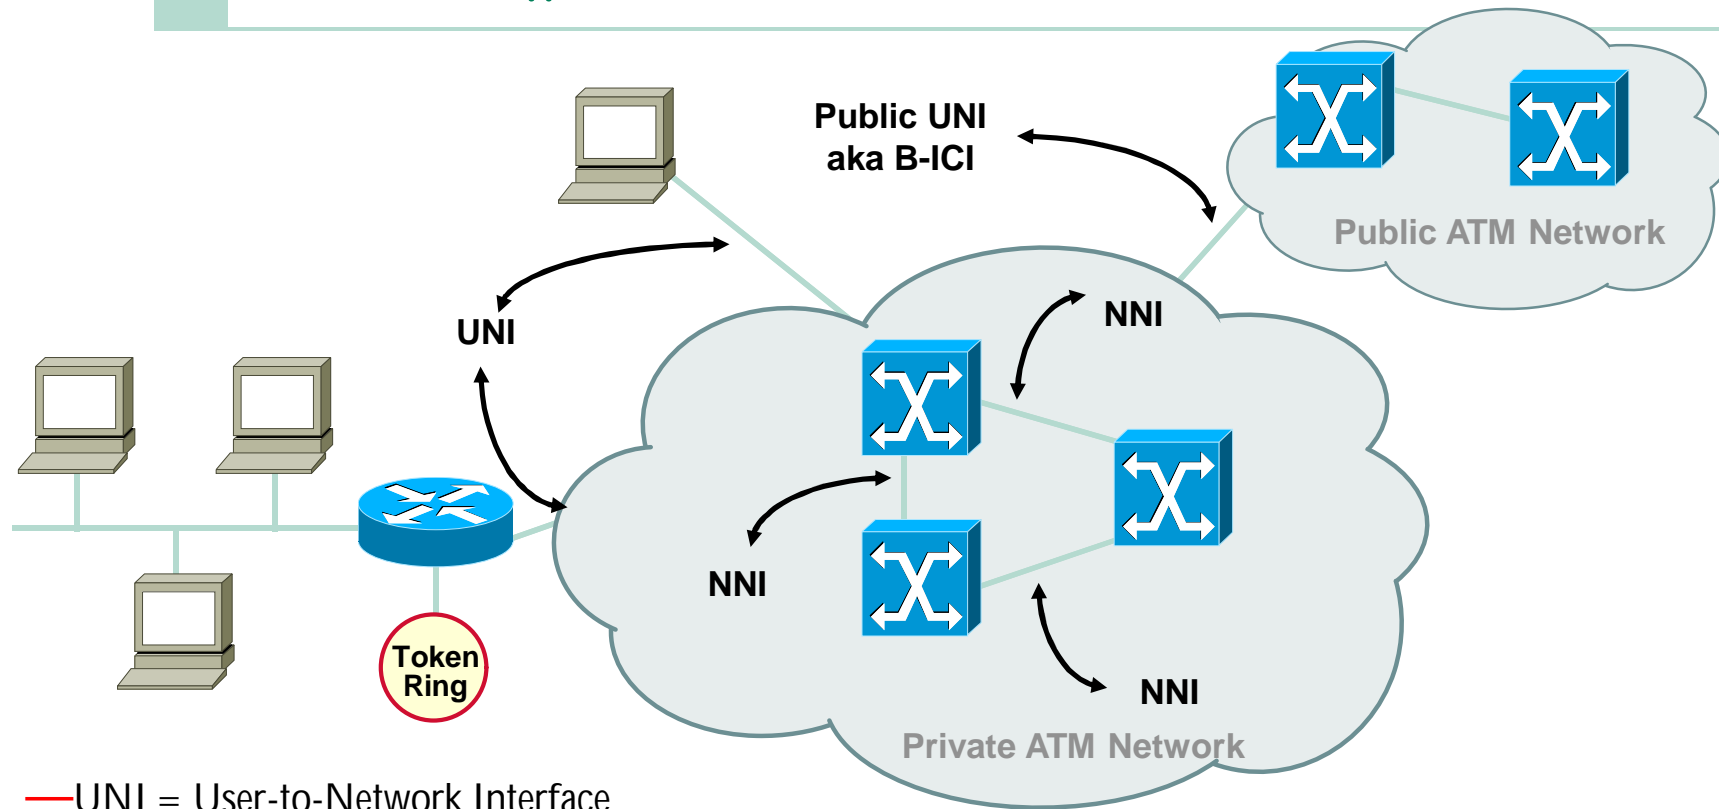 Public UNI
aka B-ICI
Public ATM Network
NNI
UNI
NNI
Token
Ring
NNI
Private ATM Network
UNI = User-to-Network Interface